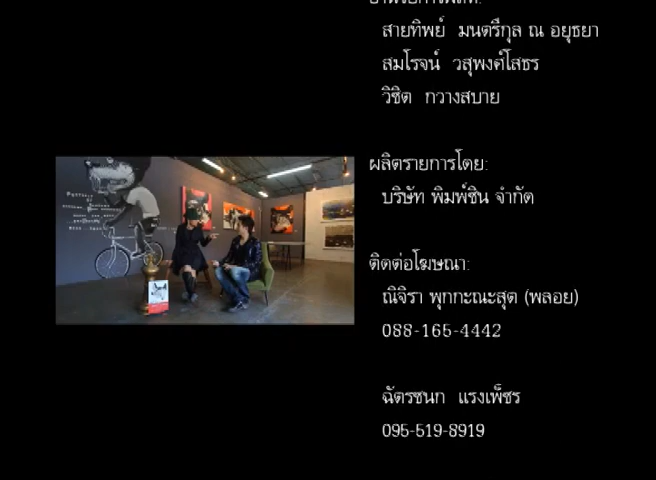 สายทิพย์ มนตรีกุล ณ อยุธยา
สมโรจน์ วสุพงศ์โสธร
วิชิต กวางสบาย
ผลิตรายการโดย:
บริษัท พิมพ์ชิน จำกัด
ติดต่อโฆษณา:
ณิจิรา พุกกะณะสุต (พลอย)
088-165-4442
ฉัตรชนก แรงเพ็ชร
095-519-8919